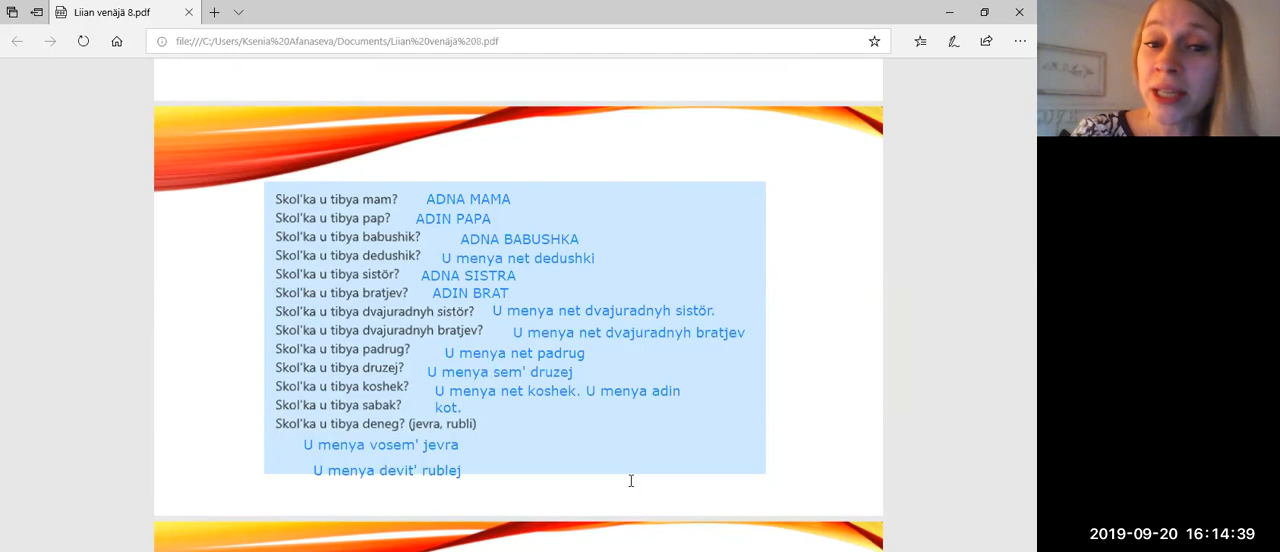 Liian venäjä 8.pdf
file:///C:/Users/Ksenia%20Afanaseva/Documents/Liian%20venäjä%208.pdf
Skol'ka u tibya mam? ADNA MAMA
Skol'ka u tibya pap? ADIN PAPA
Skol'ka u tibya babushik? ADNA BABUSHKA
Skol'ka u tibya dedushik? U menya net dedushki
Skol'ka u tibya sistör? ADNA SISTRA
Skol'ka u tibya bratjev? ADIN BRAT
Skol'ka u tibya dvajuradnyh sistör? U menya net dvajuradnyh sistör.
Skol'ka u tibya dvajuradnyh bratjev? U menya net dvajuradnyh bratjev
Skol'ka u tibya padrug? U menya net padrug
Skol'ka u tibya druzej? U menya sem' druzej
Skol'ka u tibya koshek? U menya net koshek. U menya adin
Skol'ka u tibya sabak? kot.
Skol'ka u tibya deneg? (jevra, rubli)
U menya vosem' jevra
U menya devit' rublej
2019-09-20 16:14:39